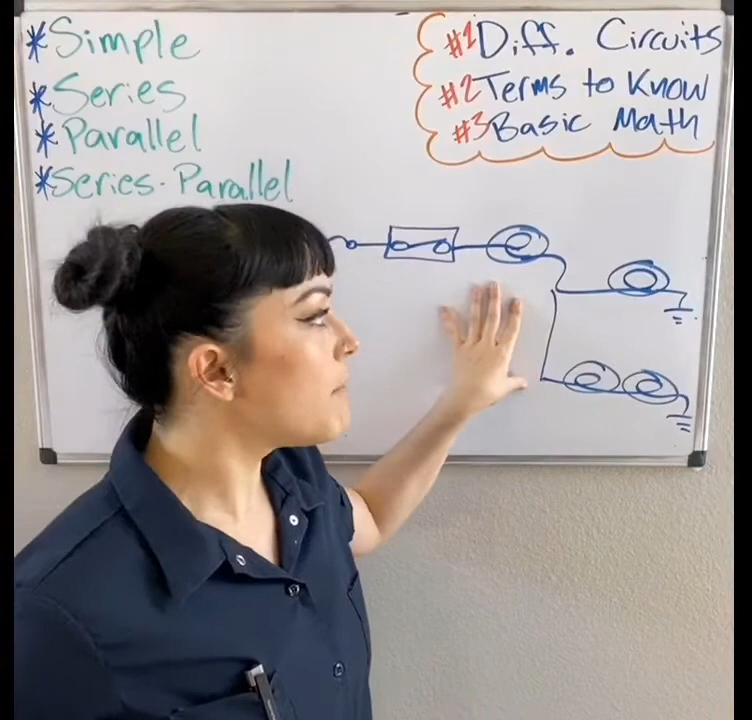 *Simple
*Series
*Parallel
*Series-Parallel
#1 Diff. Circuits
#2 Terms to Know
#3 Basic Math